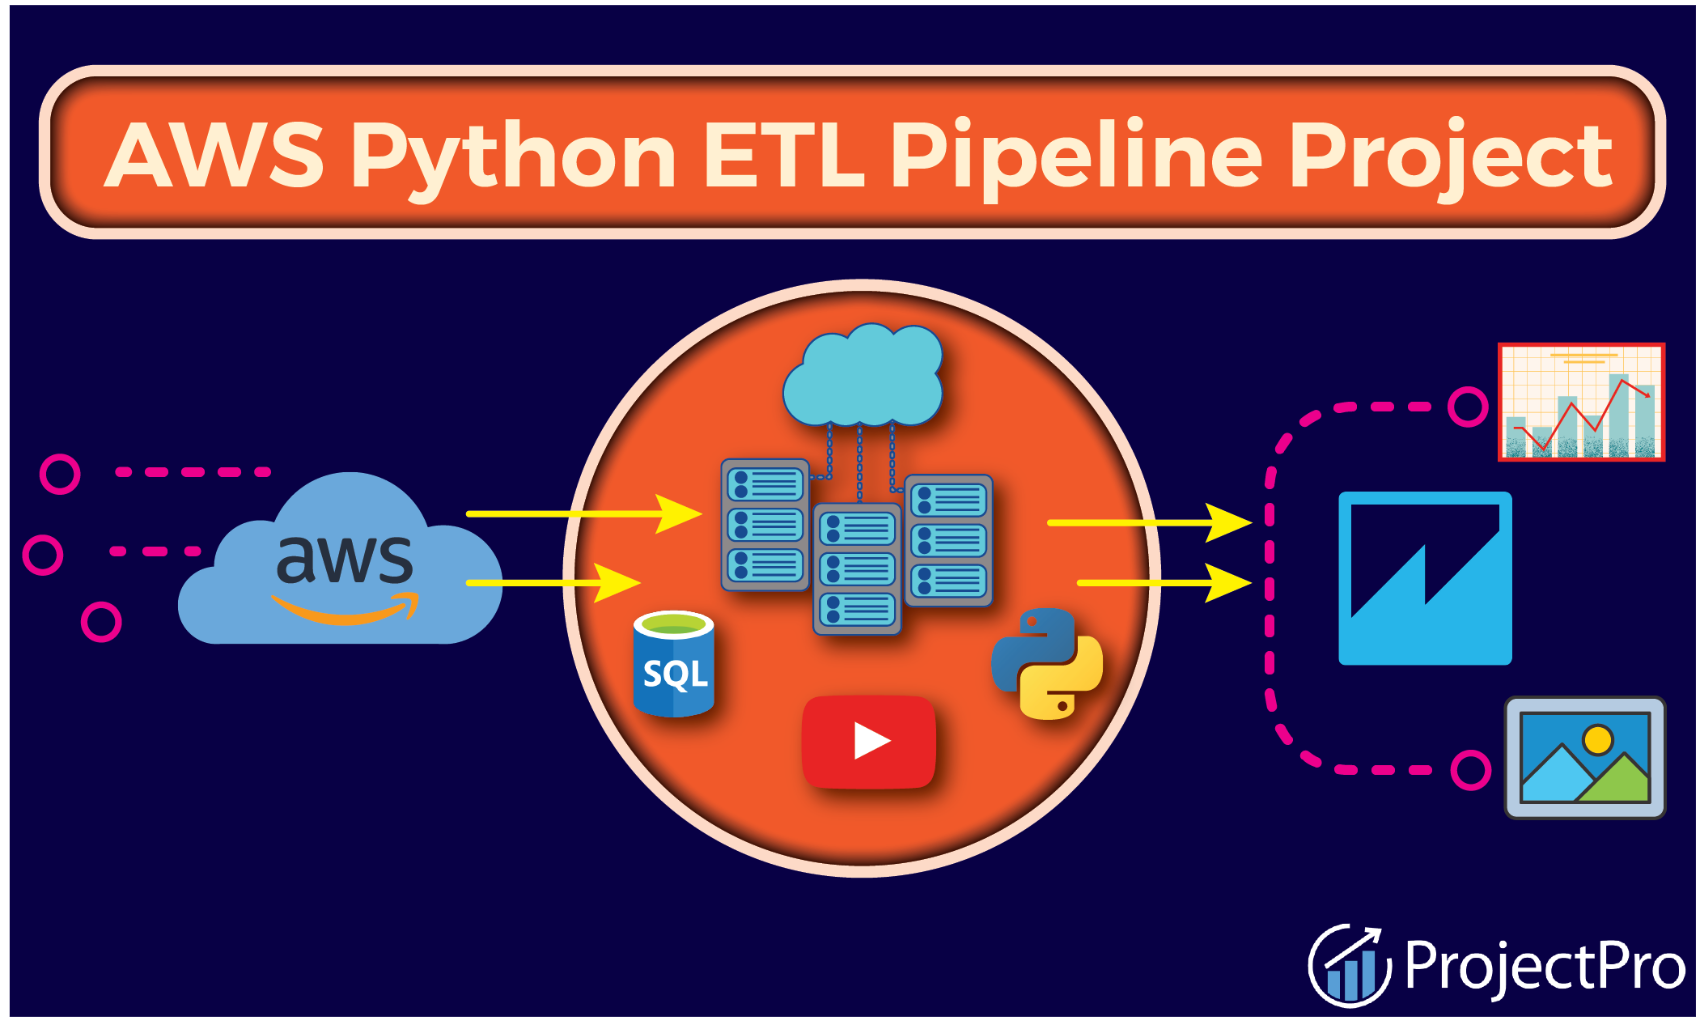 AWS Python ETL Pipeline Project
aws
SQL
ProjectPro